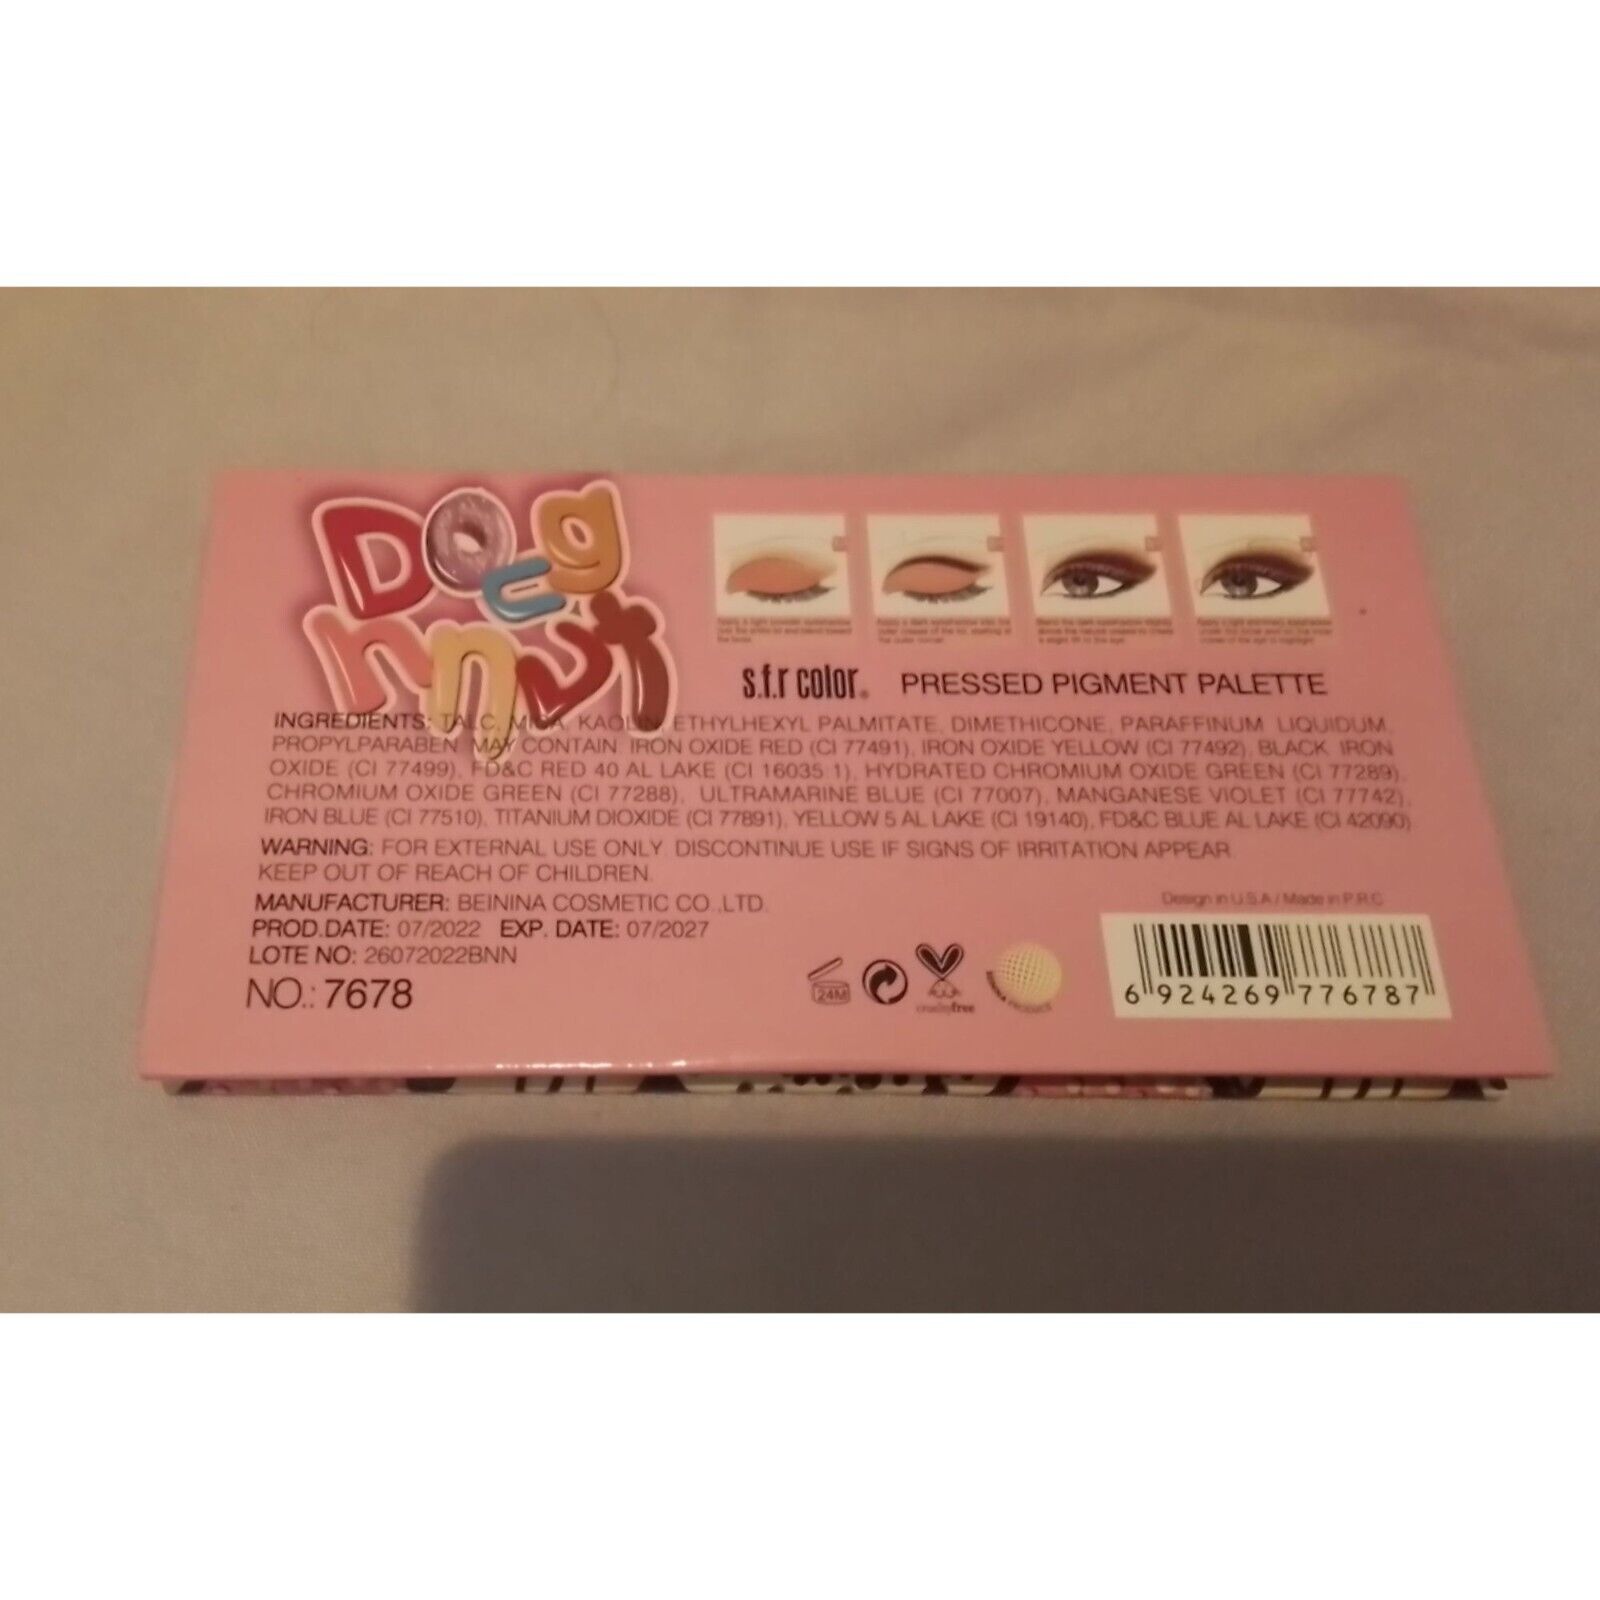 Doug
nnut
s.f.r color® PRESSED PIGMENT PALETTE
INGREDIENTS: TALC, MICA, KAOLIN, ETHYLHEXYL PALMITATE, DIMETHICONE, PARAFFINUM LIQUIDUM,
PROPYLPARABEN. MAY CONTAIN: IRON OXIDE RED (CI 77491), IRON OXIDE YELLOW (CI 77492), BLACK IRON
OXIDE (CI 77499), FD&C RED 40 AL LAKE (CI 16035:1), HYDRATED CHROMIUM OXIDE GREEN (CI 77289),
CHROMIUM OXIDE GREEN (CI 77288), ULTRAMARINE BLUE (CI 77007), MANGANESE VIOLET (CI 77742),
IRON BLUE (CI 77510), TITANIUM DIOXIDE (CI 77891), YELLOW 5 AL LAKE (CI 19140), FD&C BLUE AL LAKE (CI 42090)
WARNING: FOR EXTERNAL USE ONLY. DISCONTINUE USE IF SIGNS OF IRRITATION APPEAR.
KEEP OUT OF REACH OF CHILDREN.
MANUFACTURER: BEININA COSMETIC CO.,LTD.
PROD.DATE: 07/2022 EXP. DATE: 07/2027
LOTE NO: 26072022BNN
NO.: 7678
24M
crueltyfree
PRODUCTS
Design in U.S.A / Made in P.R.C
6 924269 776787